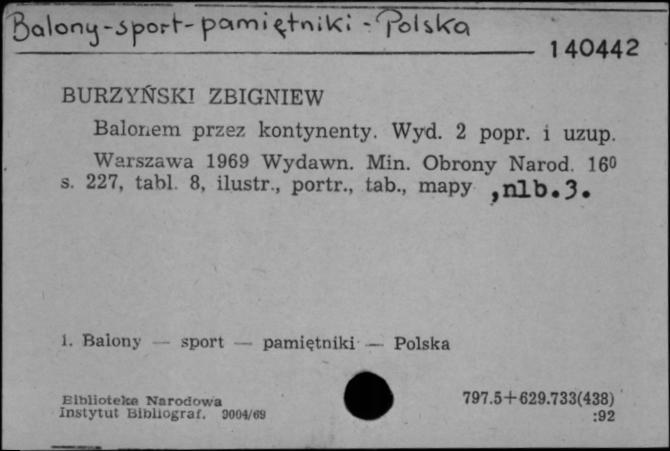 Balony-sport-pamiętniki - Polska
140442
BURZYŃSKI ZBIGNIEW
Balonem przez kontynenty. Wyd. 2 popr. i uzup.
Warszawa 1969 Wydawn. Min. Obrony Narod. 16⁰
s. 227, tabl. 8, ilustr., portr., tab., mapy ,nlb.3.
1. Balony — sport — pamiętniki — Polska
Biblioteka Narodowa
Instytut Bibliograf. 9004/69
797.5+629.733(438)
:92